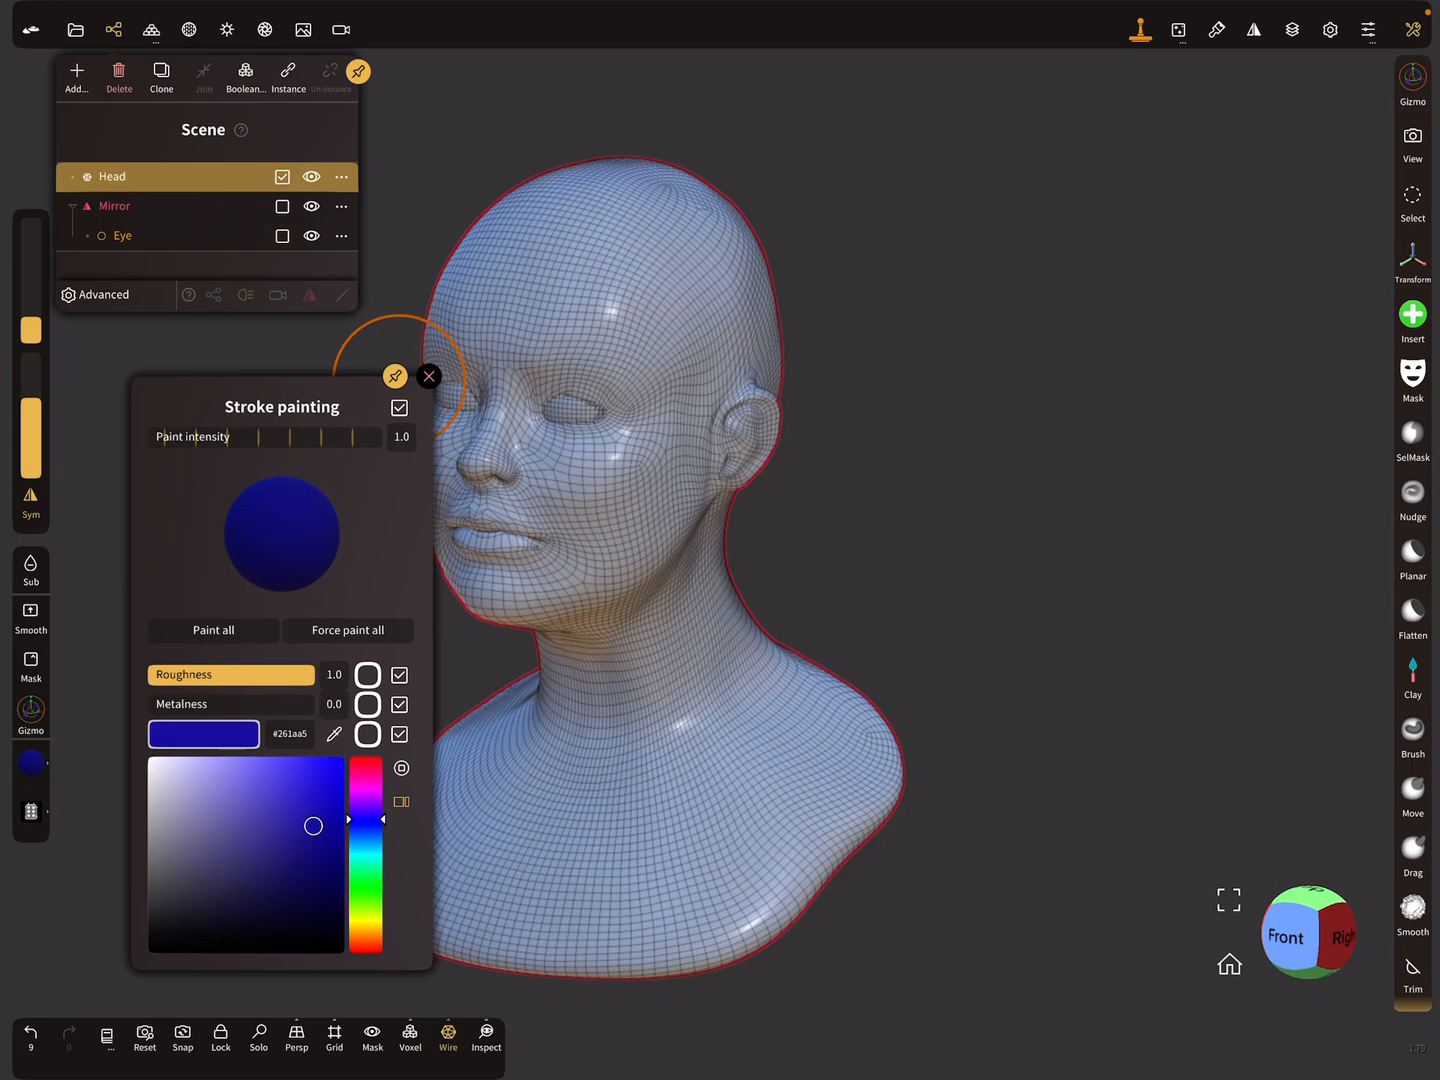 Add...
Delete
Clone
Join
Boolean...
Instance
Un-instance
Scene
Head
Mirror
Eye
Advanced
Stroke painting
Paint intensity
1.0
Paint all
Force paint all
Roughness
1.0
Metalness
0.0
#261aa5
Sym
Sub
Smooth
Mask
Gizmo
9
0
Reset
Snap
Lock
Solo
Persp
Grid
Mask
Voxel
Wire
Inspect
Gizmo
View
Select
Transform
Insert
Mask
SelMask
Nudge
Planar
Flatten
Clay
Brush
Move
Drag
Smooth
Trim
Front
Righ
1.79